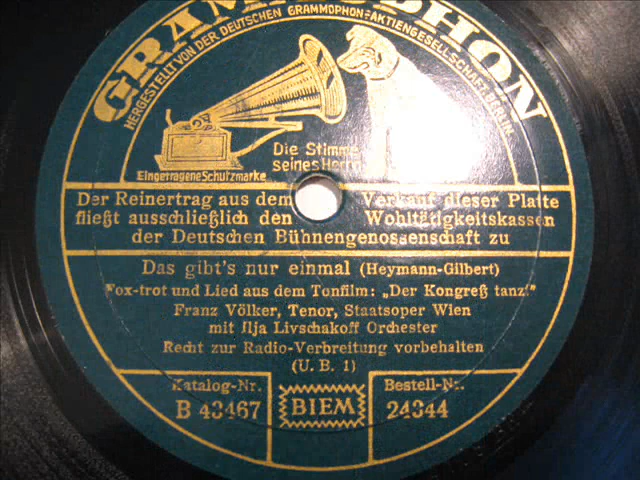 GRAMMOPHON
HERGESTELLT VON DER DEUTSCHEN GRAMMOPHON-AKTIENGESELLSCHAFT BERLIN.
Die Stimme
seines Herrn
Eingetragene Schutzmarke
Der Reinertrag aus dem Verkauf dieser Platte
fließt ausschließlich den Wohltätigkeitskassen
der Deutschen Bühnengenossenschaft zu
Das gibt's nur einmal (Heymann-Gilbert)
Fox-trot und Lied aus dem Tonfilm: „Der Kongreß tanzt"
Franz Völker, Tenor, Staatsoper Wien
mit Ilja Livschakoff Orchester
Recht zur Radio-Verbreitung vorbehalten
(U. B. 1)
Katalog-Nr. Bestell-Nr.
B 43467 BIEM 24344